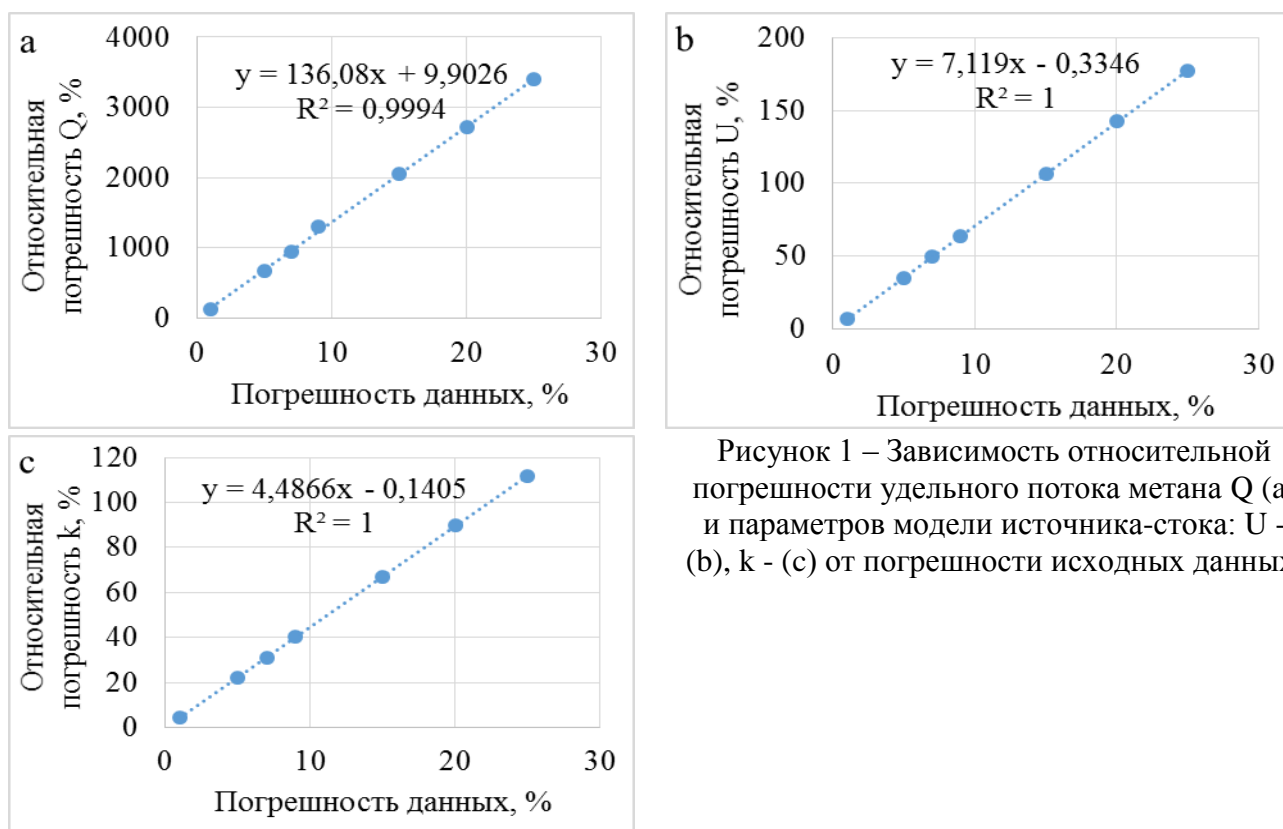 a
4000
3000
2000
1000
0
y = 136,08x + 9,9026
R² = 0,9994
Относительная
погрешность Q, %
0 10 20 30
Погрешность данных, %
b
200
150
100
50
0
y = 7,119x - 0,3346
R² = 1
Относительная
погрешность U, %
0 10 20 30
Погрешность данных, %
c
120
100
80
60
40
20
0
y = 4,4866x - 0,1405
R² = 1
Относительная
погрешность k, %
0 10 20 30
Погрешность данных, %
Рисунок 1 – Зависимость относительной
погрешности удельного потока метана Q (a
и параметров модели источника-стока: U -
(b), k - (c) от погрешности исходных данны